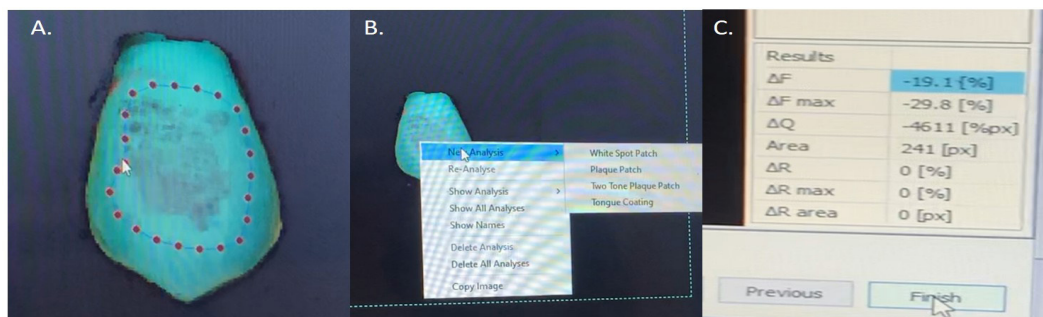 A.
B.
New Analysis >
Re-Analyse
Show Analysis >
Show All Analyses
Show Names
Delete Analysis
Delete All Analyses
Copy Image
White Spot Patch
Plaque Patch
Two Tone Plaque Patch
Tongue Coating
C.
Results
ΔF -19.1 [%]
ΔF max -29.8 [%]
ΔQ -4611 [%px]
Area 241 [px]
ΔR 0 [%]
ΔR max 0 [%]
ΔR area 0 [px]
Previous Finish